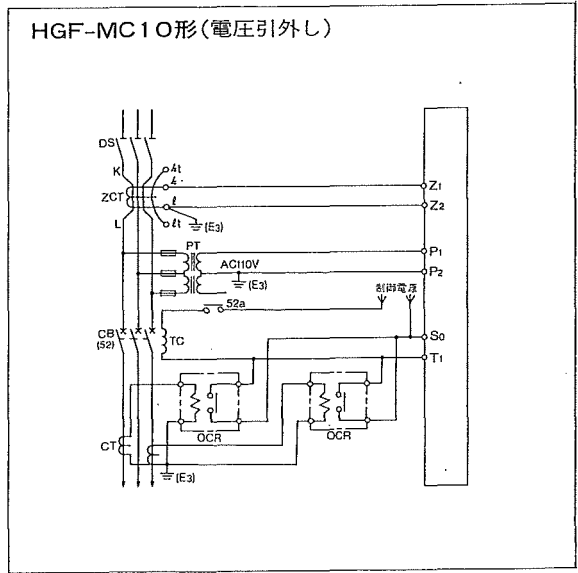 HGF-MC10形(電圧引外し)
DS
K
kt
k
ZCT
l
L
lt
(E3)
Z1
Z2
PT
P1
AC110V
P2
(E3)
制御電源
52a
CB
(52)
TC
S0
T1
OCR
OCR
CT
(E3)